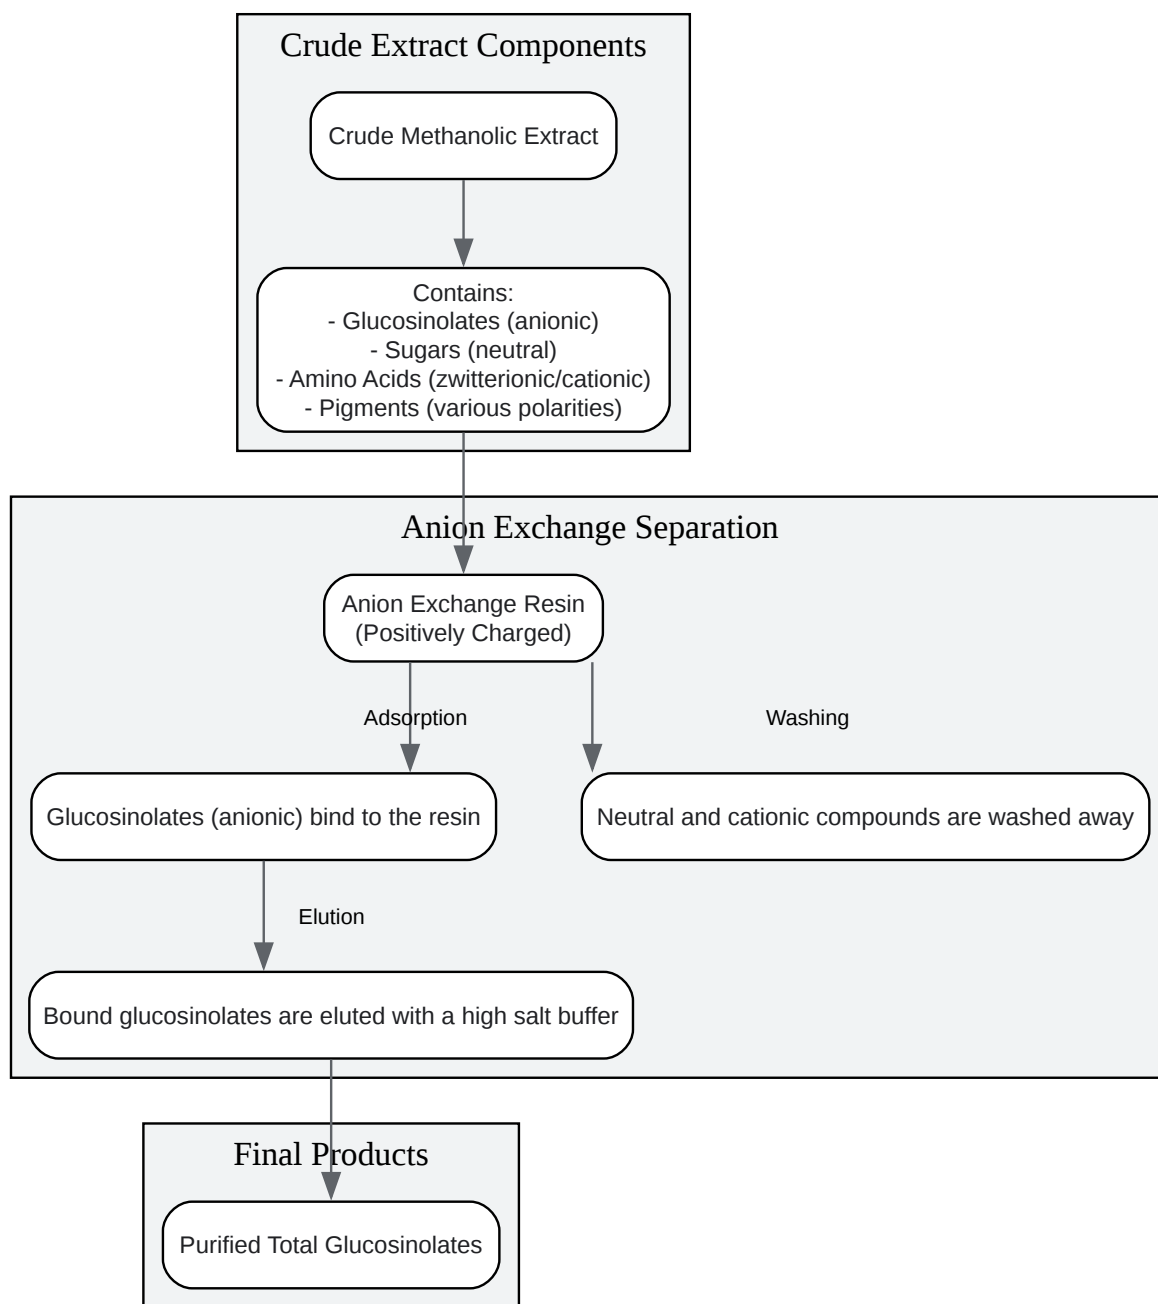 Crude Extract Components
Crude Methanolic Extract
Contains:
- Glucosinolates (anionic)
- Sugars (neutral)
- Amino Acids (zwitterionic/cationic)
- Pigments (various polarities)
Anion Exchange Separation
Anion Exchange Resin
(Positively Charged)
Adsorption
Washing
Glucosinolates (anionic) bind to the resin
Neutral and cationic compounds are washed away
Elution
Bound glucosinolates are eluted with a high salt buffer
Final Products
Purified Total Glucosinolates